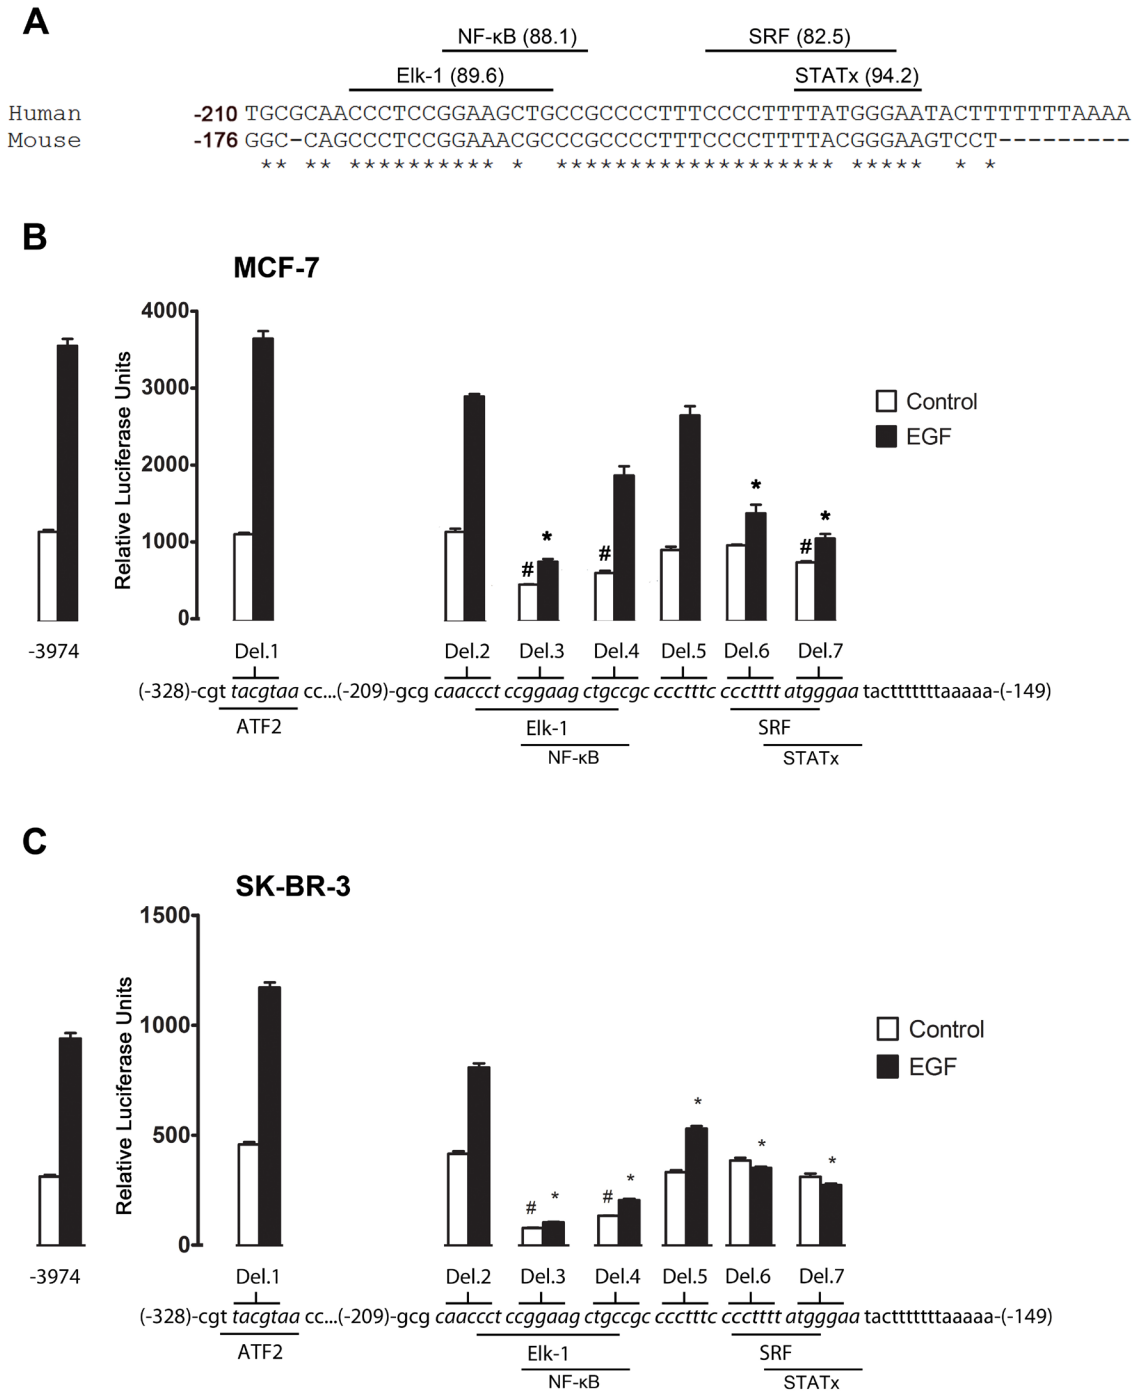 A
NF-κB (88.1) SRF (82.5)
Elk-1 (89.6) STATx (94.2)
Human -210 TGCGCAACCCTCCGGAAGCTGCCGCCCCTTTCCCCTTTTATGGGAATACTTTTTTTAAAA
Mouse -176 GGC-CAGCCCTCCGGAAACGCCCGCCCCTTTCCCCTTTTACGGGAAGTCCT---------
** ** ********** * ******************* ***** * *
B
MCF-7
4000
3000
2000
1000
0
Relative Luciferase Units
Control
EGF
# * # * # *
-3974 Del.1 Del.2 Del.3 Del.4 Del.5 Del.6 Del.7
(-328)-cgt tacgtaa cc...(-209)-gcg caaccct ccggaag ctgccgc cccctttc cccctttt atgggaa tactttttttaaaaa-(-149)
ATF2 Elk-1 SRF
NF-κB STATx
C
SK-BR-3
1500
1000
500
0
Relative Luciferase Units
Control
EGF
# * # * * * *
-3974 Del.1 Del.2 Del.3 Del.4 Del.5 Del.6 Del.7
(-328)-cgt tacgtaa cc...(-209)-gcg caaccct ccggaag ctgccgc cccctttc cccctttt atgggaa tactttttttaaaaa-(-149)
ATF2 Elk-1 SRF
NF-κB STATx